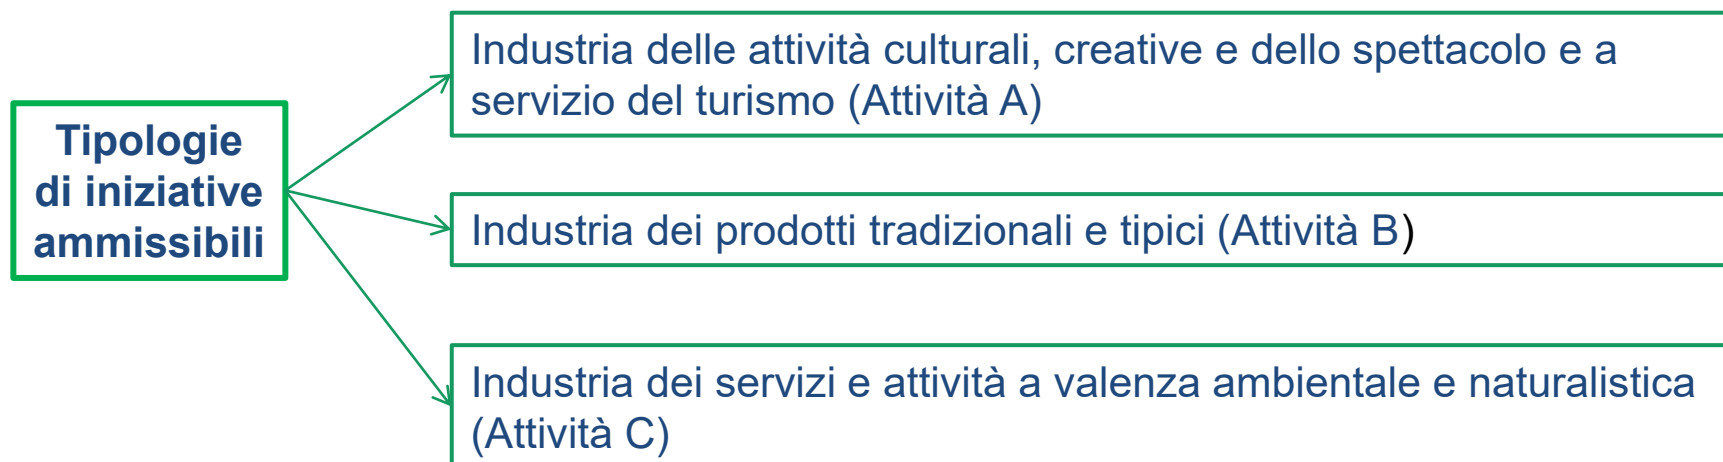 Tipologie
di iniziative
ammissibili
Industria delle attività culturali, creative e dello spettacolo e a
servizio del turismo (Attività A)
Industria dei prodotti tradizionali e tipici (Attività B)
Industria dei servizi e attività a valenza ambientale e naturalistica
(Attività C)